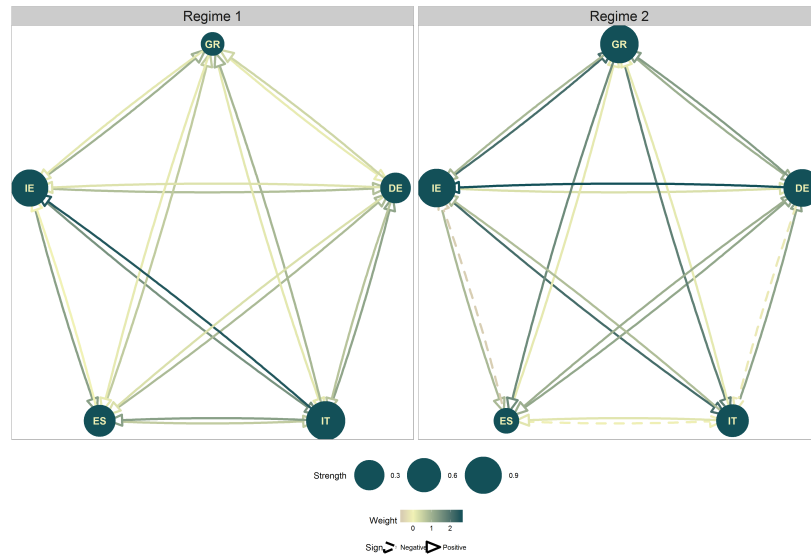 Regime 1
Regime 2
GR
GR
IE
DE
IE
DE
ES
IT
ES
IT
Strength 0.3 0.6 0.9
Weight
0 1 2
Sign Negative Positive